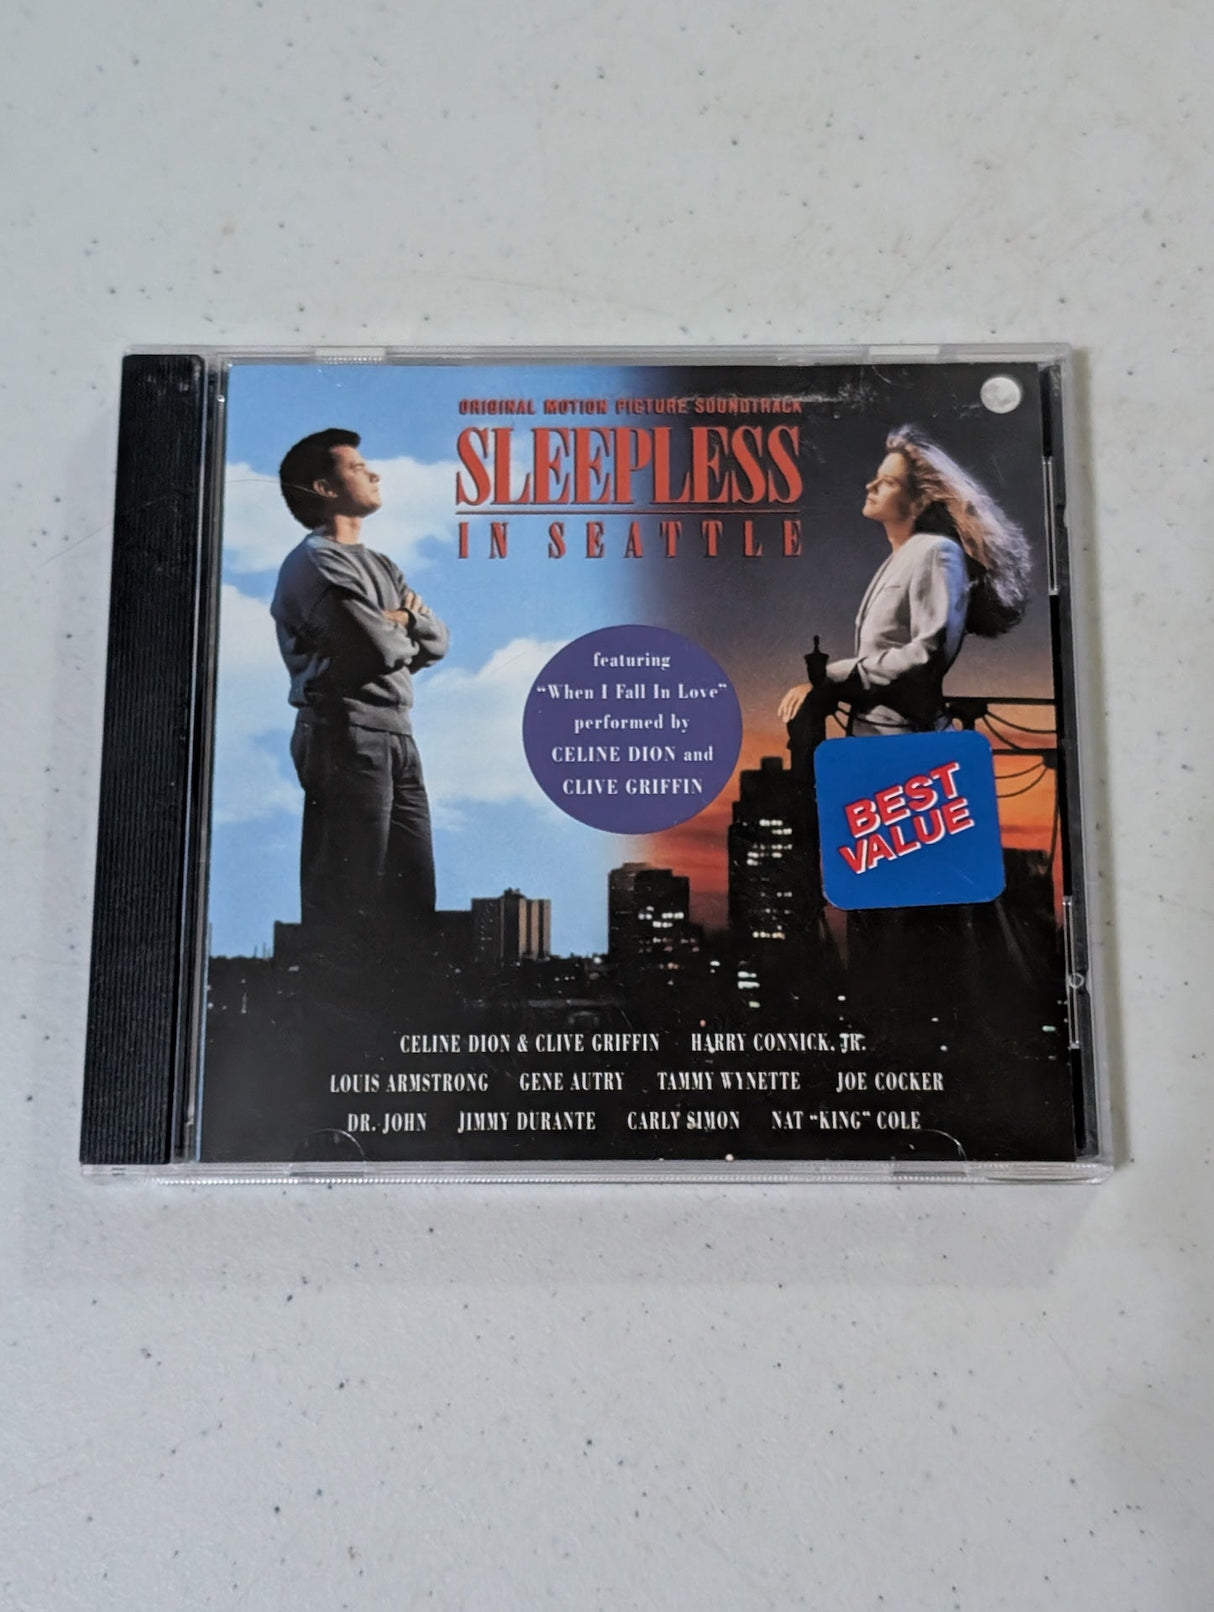 ORIGINAL MOTION PICTURE SOUNDTRACK
SLEEPLESS
IN SEATTLE
featuring
“When I Fall In Love”
performed by
CELINE DION and
CLIVE GRIFFIN
BEST
VALUE
CELINE DION & CLIVE GRIFFIN HARRY CONNICK, JR.
LOUIS ARMSTRONG GENE AUTRY TAMMY WYNETTE JOE COCKER
DR. JOHN JIMMY DURANTE CARLY SIMON NAT “KING” COLE